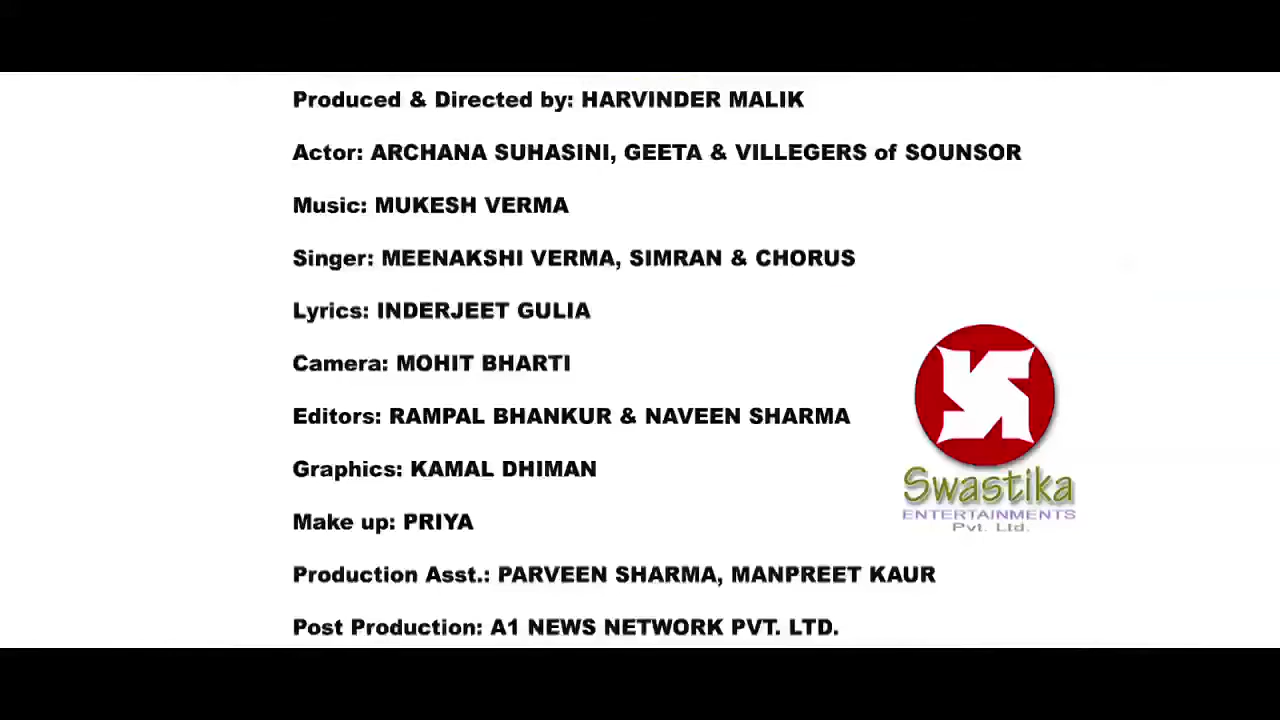 Produced & Directed by: HARVINDER MALIK
Actor: ARCHANA SUHASINI, GEETA & VILLEGERS of SOUNSOR
Music: MUKESH VERMA
Singer: MEENAKSHI VERMA, SIMRAN & CHORUS
Lyrics: INDERJEET GULIA
Camera: MOHIT BHARTI
Editors: RAMPAL BHANKUR & NAVEEN SHARMA
Graphics: KAMAL DHIMAN
Make up: PRIYA
Production Asst.: PARVEEN SHARMA, MANPREET KAUR
Post Production: A1 NEWS NETWORK PVT. LTD.
Swastika
ENTERTAINMENTS
Pvt. Ltd.